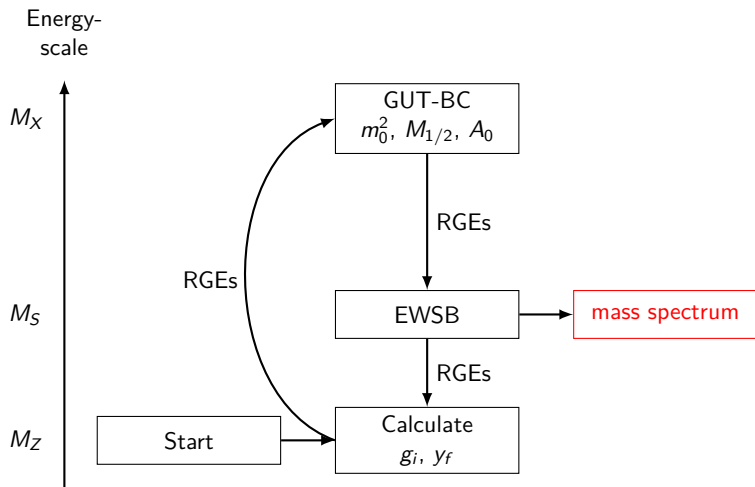 Energy-
scale
M_X
GUT-BC
m_0^2, M_{1/2}, A_0
RGEs
RGEs
M_S
EWSB
mass spectrum
RGEs
M_Z
Start
Calculate
g_i, y_f